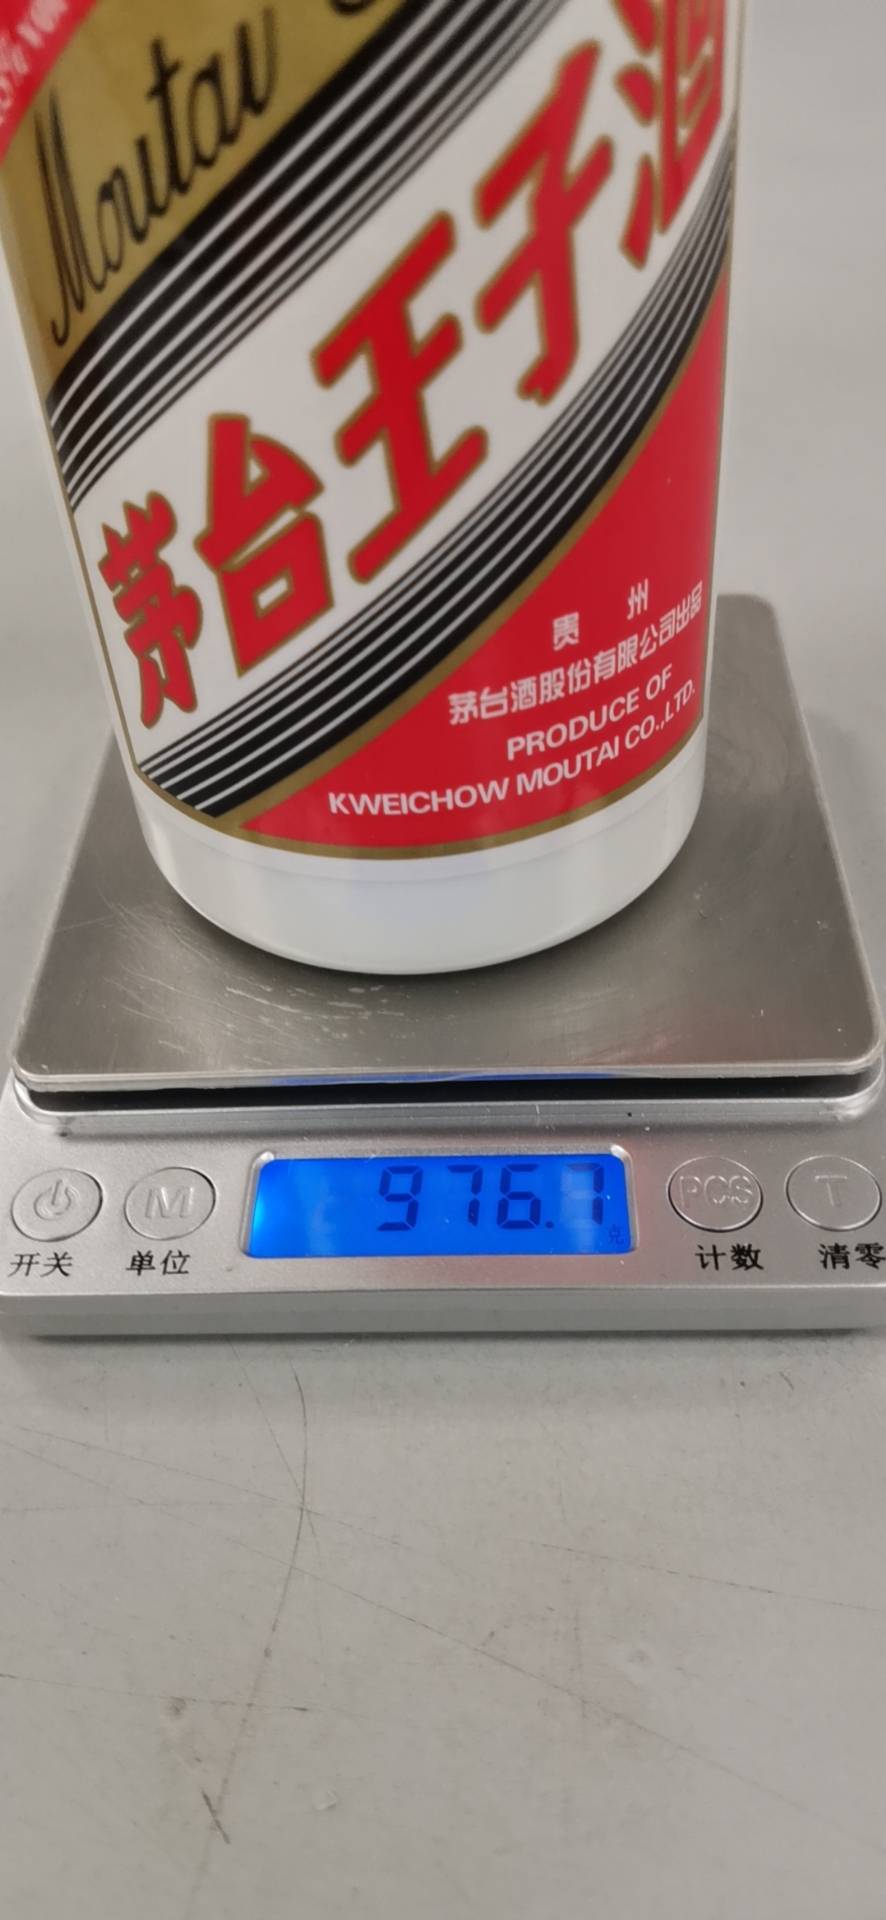 Moutai
茅台王子酒
贵 州
茅台酒股份有限公司出品
PRODUCE OF
KWEICHOW MOUTAI CO.,LTD.
976.7
克
M
PCS
T
开关
单位
计数
清零